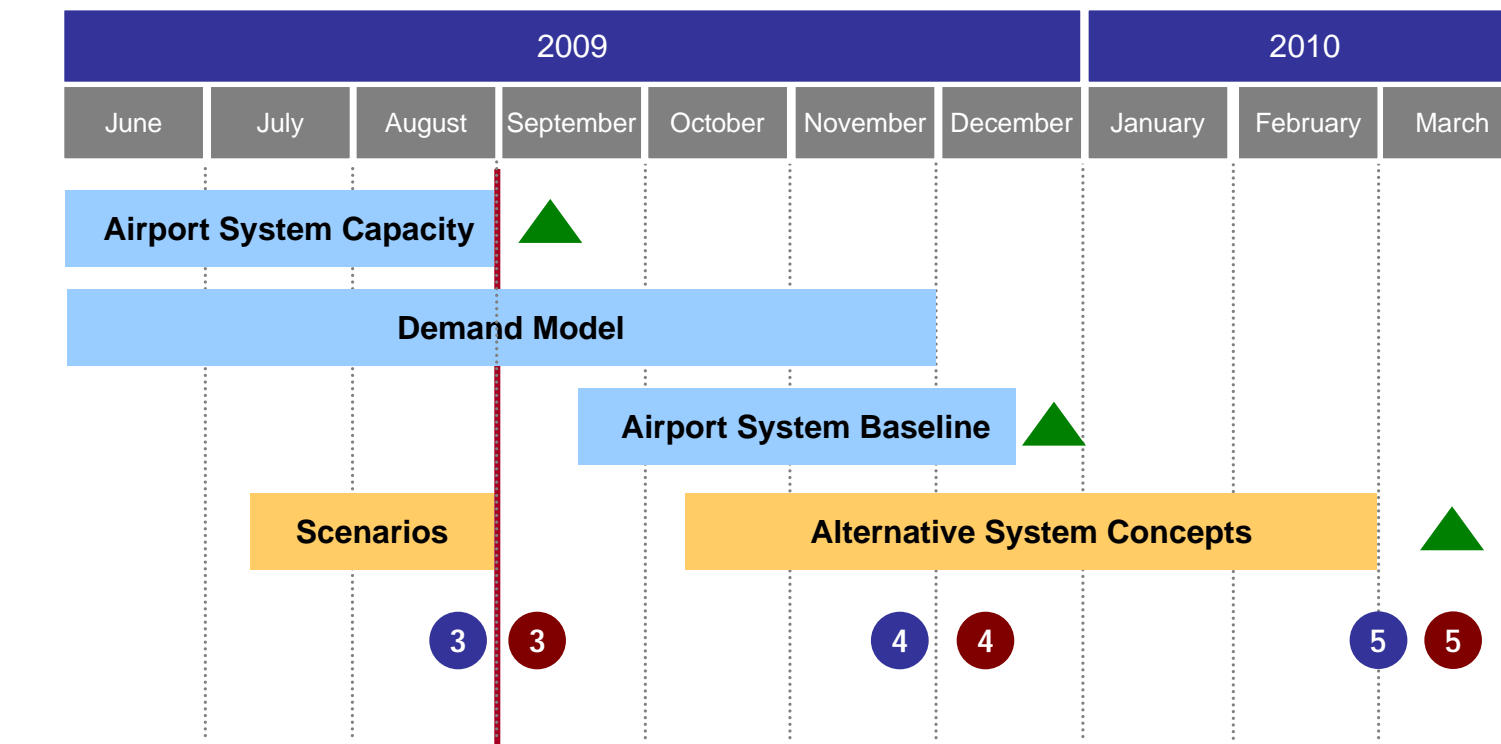 2009
2010
June
July
August
September
October
November
December
January
February
March
Airport System Capacity
Demand Model
Airport System Baseline
Scenarios
Alternative System Concepts
3
3
4
4
5
5